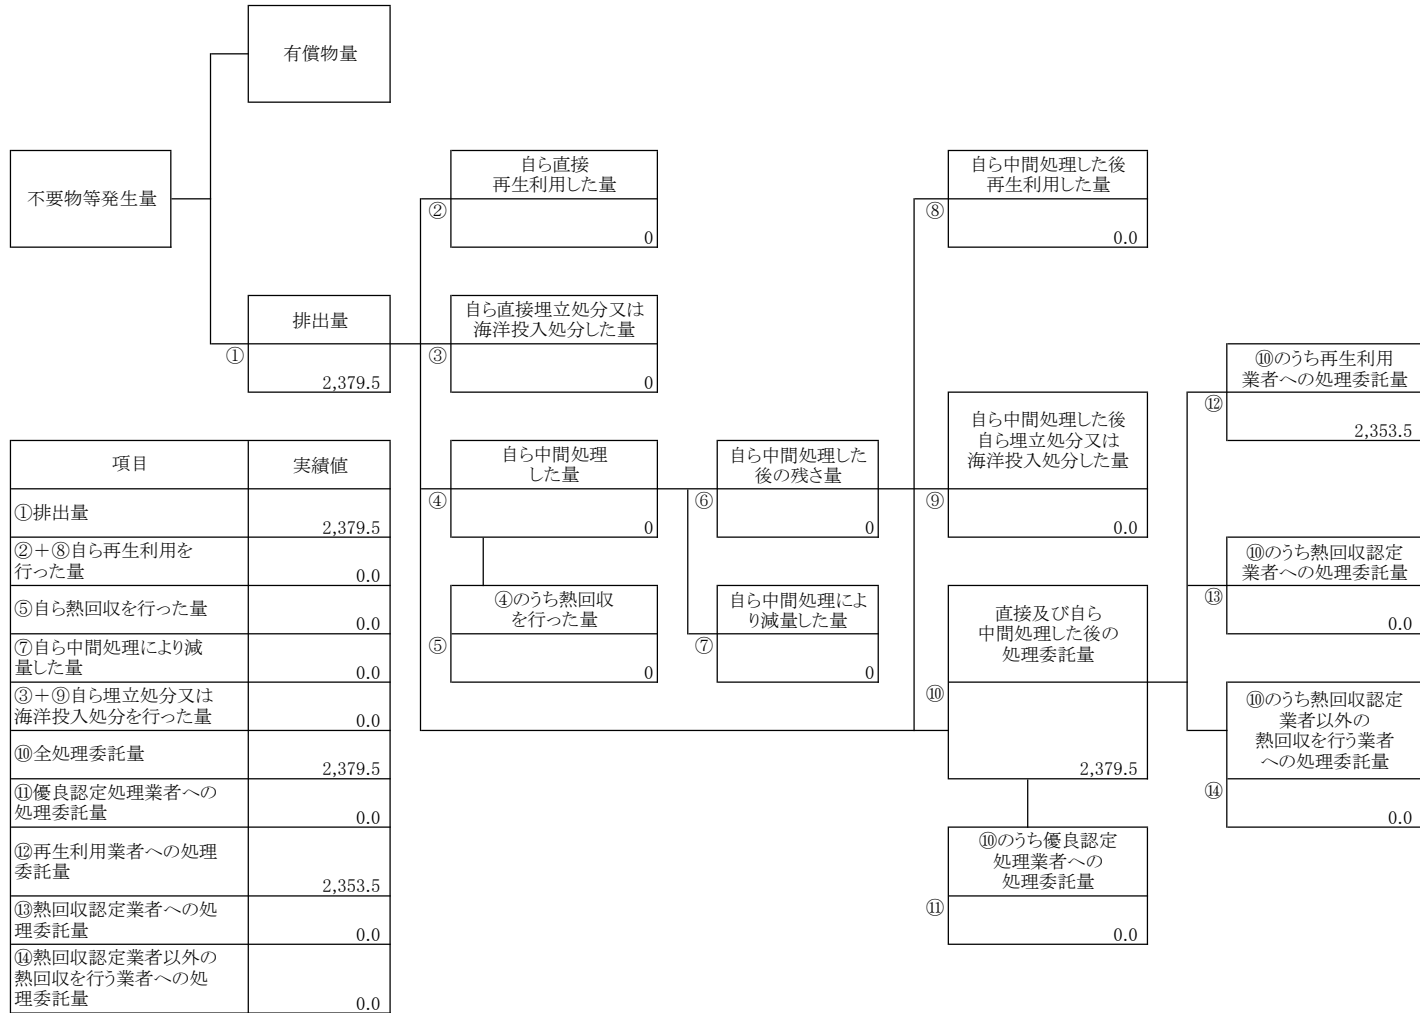 有償物量
不要物等発生量
自ら直接
再生利用した量
②
0
自ら中間処理した後
再生利用した量
⑧
0.0
排出量
①
2,379.5
自ら直接埋立処分又は
海洋投入処分した量
③
0
⑩のうち再生利用
業者への処理委託量
⑫
2,353.5
自ら中間処理
した量
④
0
自ら中間処理した
後の残さ量
⑥
0
自ら中間処理した後
自ら埋立処分又は
海洋投入処分した量
⑨
0.0
④のうち熱回収
を行った量
⑤
0
自ら中間処理によ
り減量した量
⑦
0
直接及び自ら
中間処理した後の
処理委託量
⑩
2,379.5
⑩のうち熱回収認定
業者への処理委託量
⑬
0.0
⑩のうち熱回収認定
業者以外の
熱回収を行う業者
への処理委託量
⑭
0.0
⑩のうち優良認定
処理業者への
処理委託量
⑪
0.0
項目
実績値
①排出量
2,379.5
②＋⑧自ら再生利用を
行った量
0.0
⑤自ら熱回収を行った量
0.0
⑦自ら中間処理により減
量した量
0.0
③＋⑨自ら埋立処分又は
海洋投入処分を行った量
0.0
⑩全処理委託量
2,379.5
⑪優良認定処理業者への
処理委託量
0.0
⑫再生利用業者への処理
委託量
2,353.5
⑬熱回収認定業者への処
理委託量
0.0
⑭熱回収認定業者以外の
熱回収を行う業者への処
理委託量
0.0